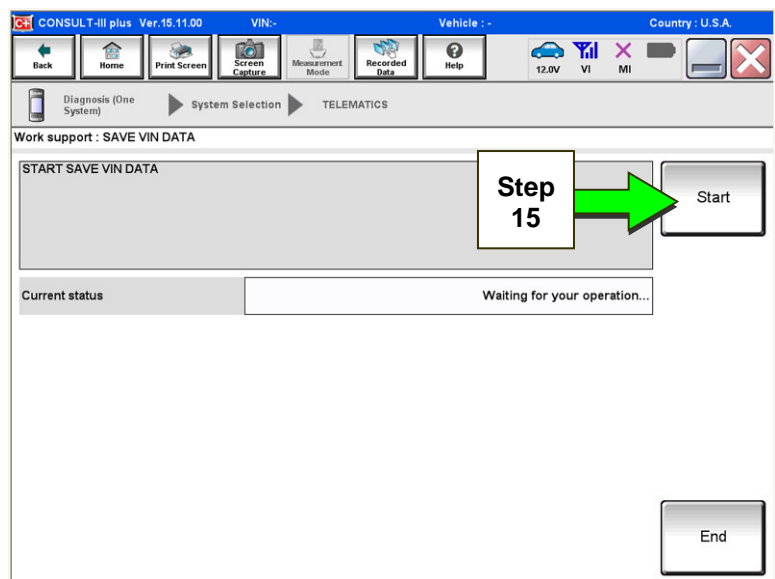 C+ CONSULT-III plus Ver.15.11.00 VIN:- Vehicle : - Country : U.S.A.
Back
Home
Print Screen
Screen
Capture
Measurement
Mode
Recorded
Data
Help
12.0V
VI
MI
Diagnosis (One
System)
System Selection
TELEMATICS
Work support : SAVE VIN DATA
START SAVE VIN DATA
Step
15
Start
Current status
Waiting for your operation...
End